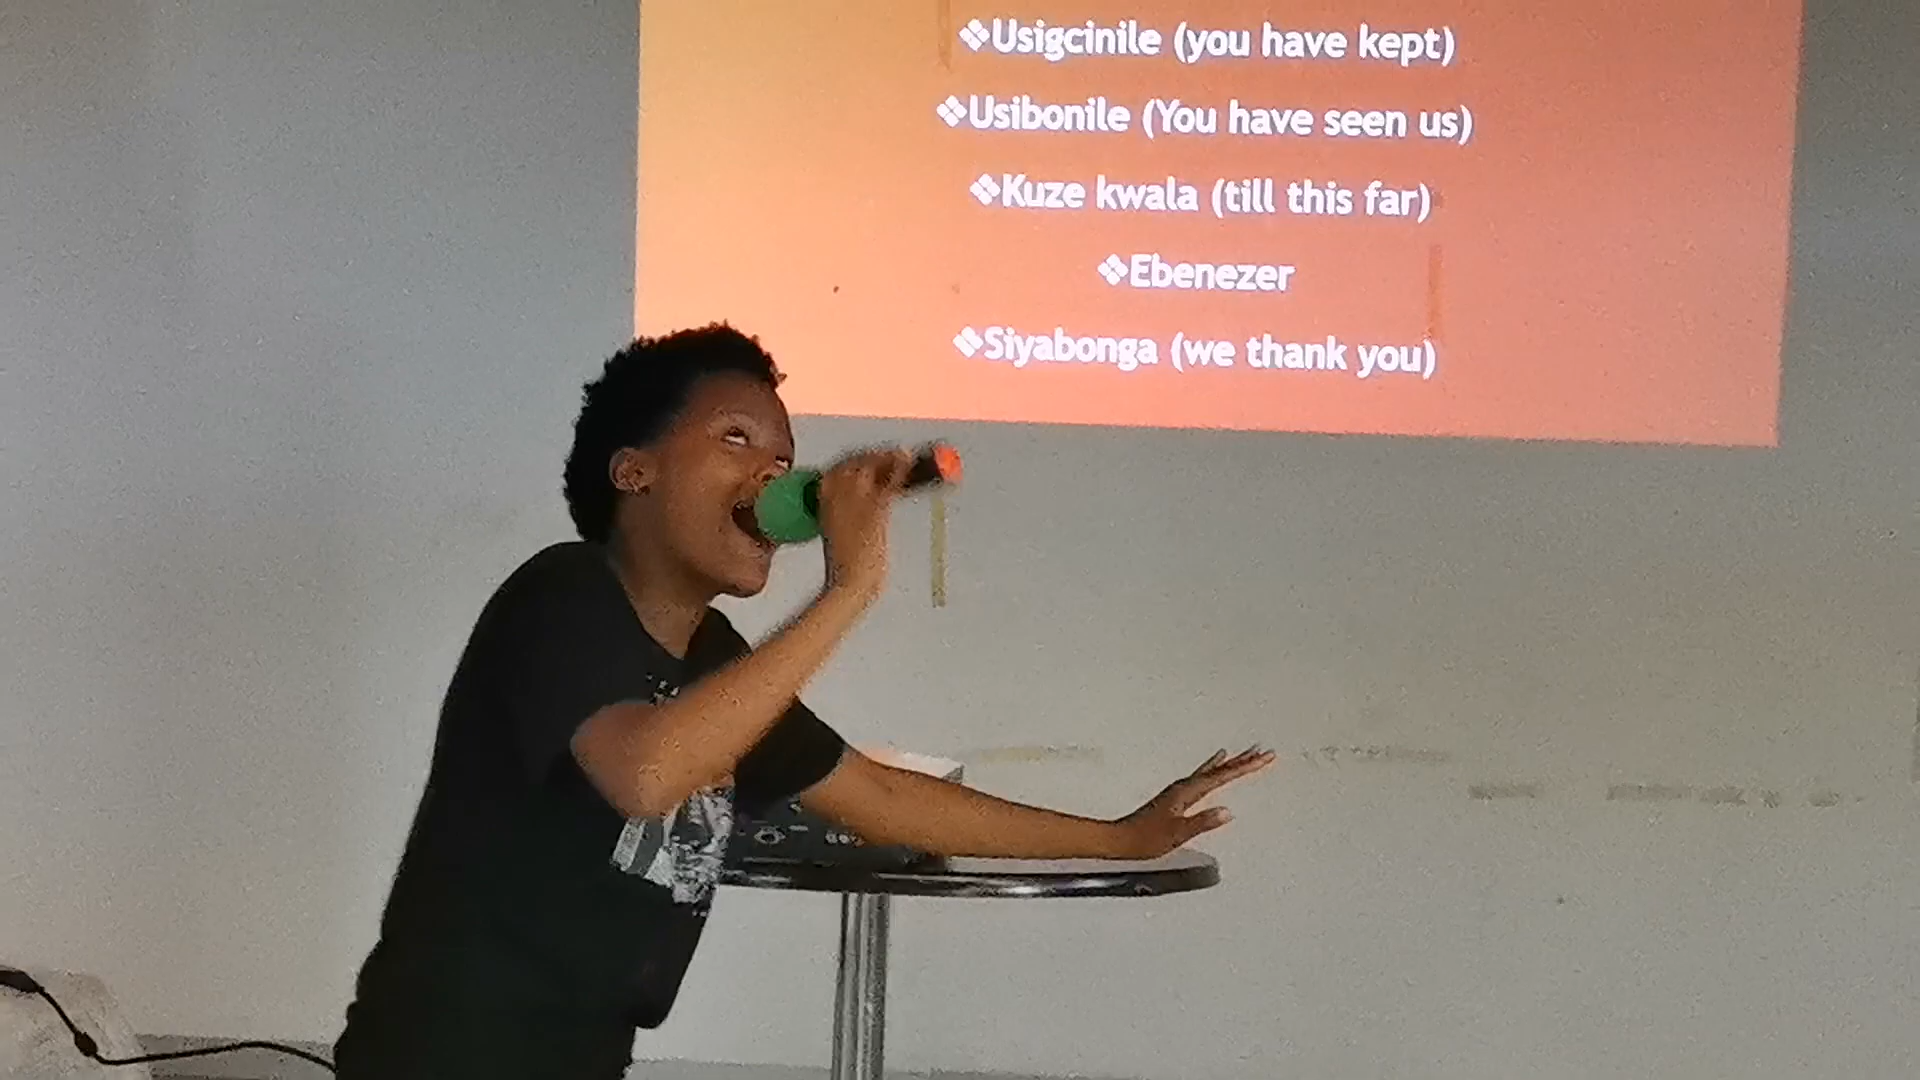 ❖Usigcinile (you have kept)
❖Usibonile (You have seen us)
❖Kuze kwala (till this far)
❖Ebenezer
❖Siyabonga (we thank you)